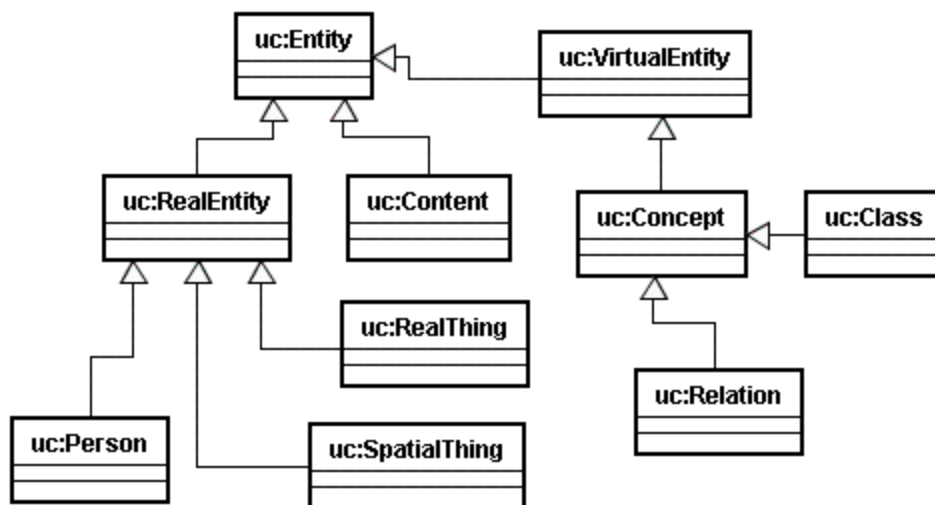 uc:Entity
uc:VirtualEntity
uc:RealEntity
uc:Content
uc:Concept
uc:Class
uc:RealThing
uc:Relation
uc:Person
uc:SpatialThing